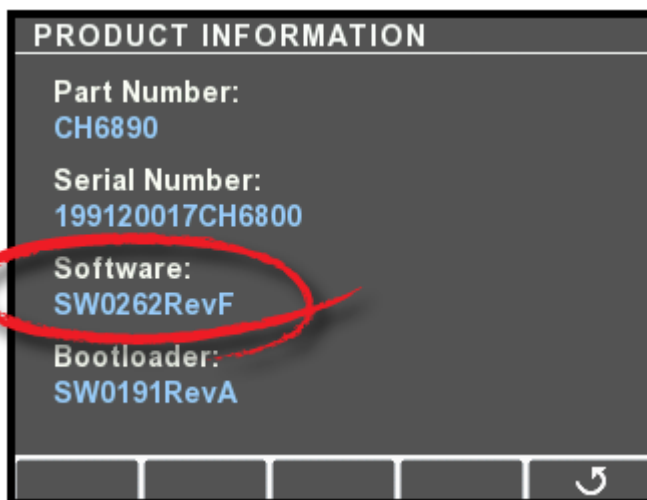 PRODUCT INFORMATION
Part Number:
CH6890
Serial Number:
199120017CH6800
Software:
SW0262RevF
Bootloader:
SW0191RevA